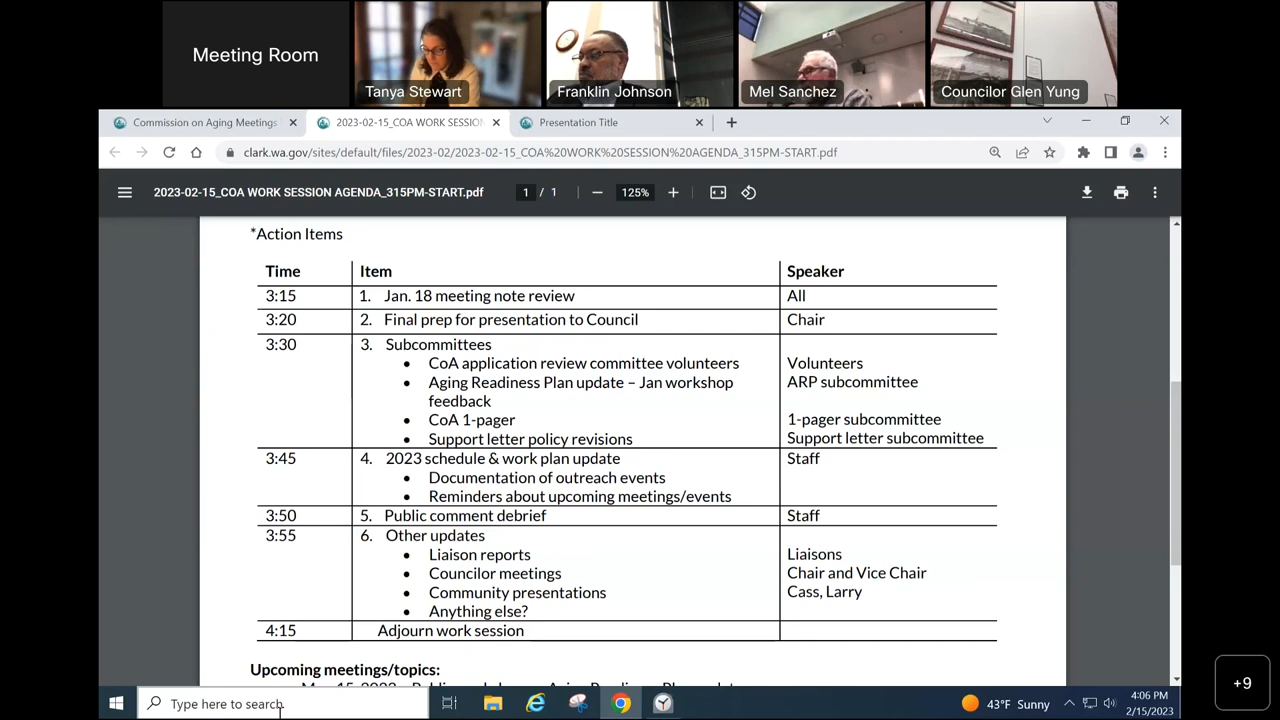 Meeting Room
Tanya Stewart
Franklin Johnson
Mel Sanchez
Councilor Glen Yung
Commission on Aging Meetings
2023-02-15_COA WORK SESSION
Presentation Title
clark.wa.gov/sites/default/files/2023-02/2023-02-15_COA%20WORK%20SESSION%20AGENDA_315PM-START.pdf
2023-02-15_COA WORK SESSION AGENDA_315PM-START.pdf
1 / 1
125%
*Action Items
Time Item Speaker
3:15 1. Jan. 18 meeting note review All
3:20 2. Final prep for presentation to Council Chair
3:30 3. Subcommittees
• CoA application review committee volunteers Volunteers
• Aging Readiness Plan update – Jan workshop ARP subcommittee
feedback
• CoA 1-pager 1-pager subcommittee
• Support letter policy revisions Support letter subcommittee
3:45 4. 2023 schedule & work plan update Staff
• Documentation of outreach events
• Reminders about upcoming meetings/events
3:50 5. Public comment debrief Staff
3:55 6. Other updates
• Liaison reports Liaisons
• Councilor meetings Chair and Vice Chair
• Community presentations Cass, Larry
• Anything else?
4:15 Adjourn work session
Upcoming meetings/topics:
Type here to search
43°F Sunny
4:06 PM
2/15/2023
+9